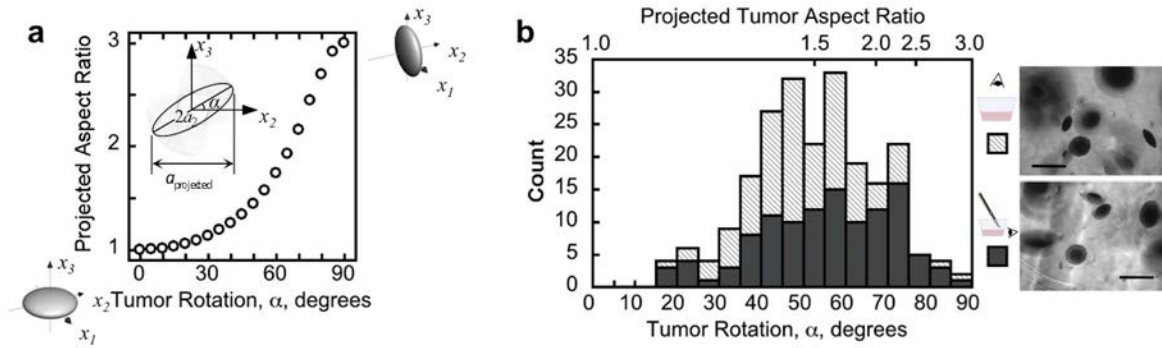 a
Projected Aspect Ratio
3
2
1
x3
α
x2
2a2
aprojected
0
30
60
90
Tumor Rotation, α, degrees
x3
x2
x1
x3
x2
x1
b
Projected Tumor Aspect Ratio
1.0
1.5
2.0
2.5
3.0
Count
35
30
25
20
15
10
5
0
0
10
20
30
40
50
60
70
80
90
Tumor Rotation, α, degrees